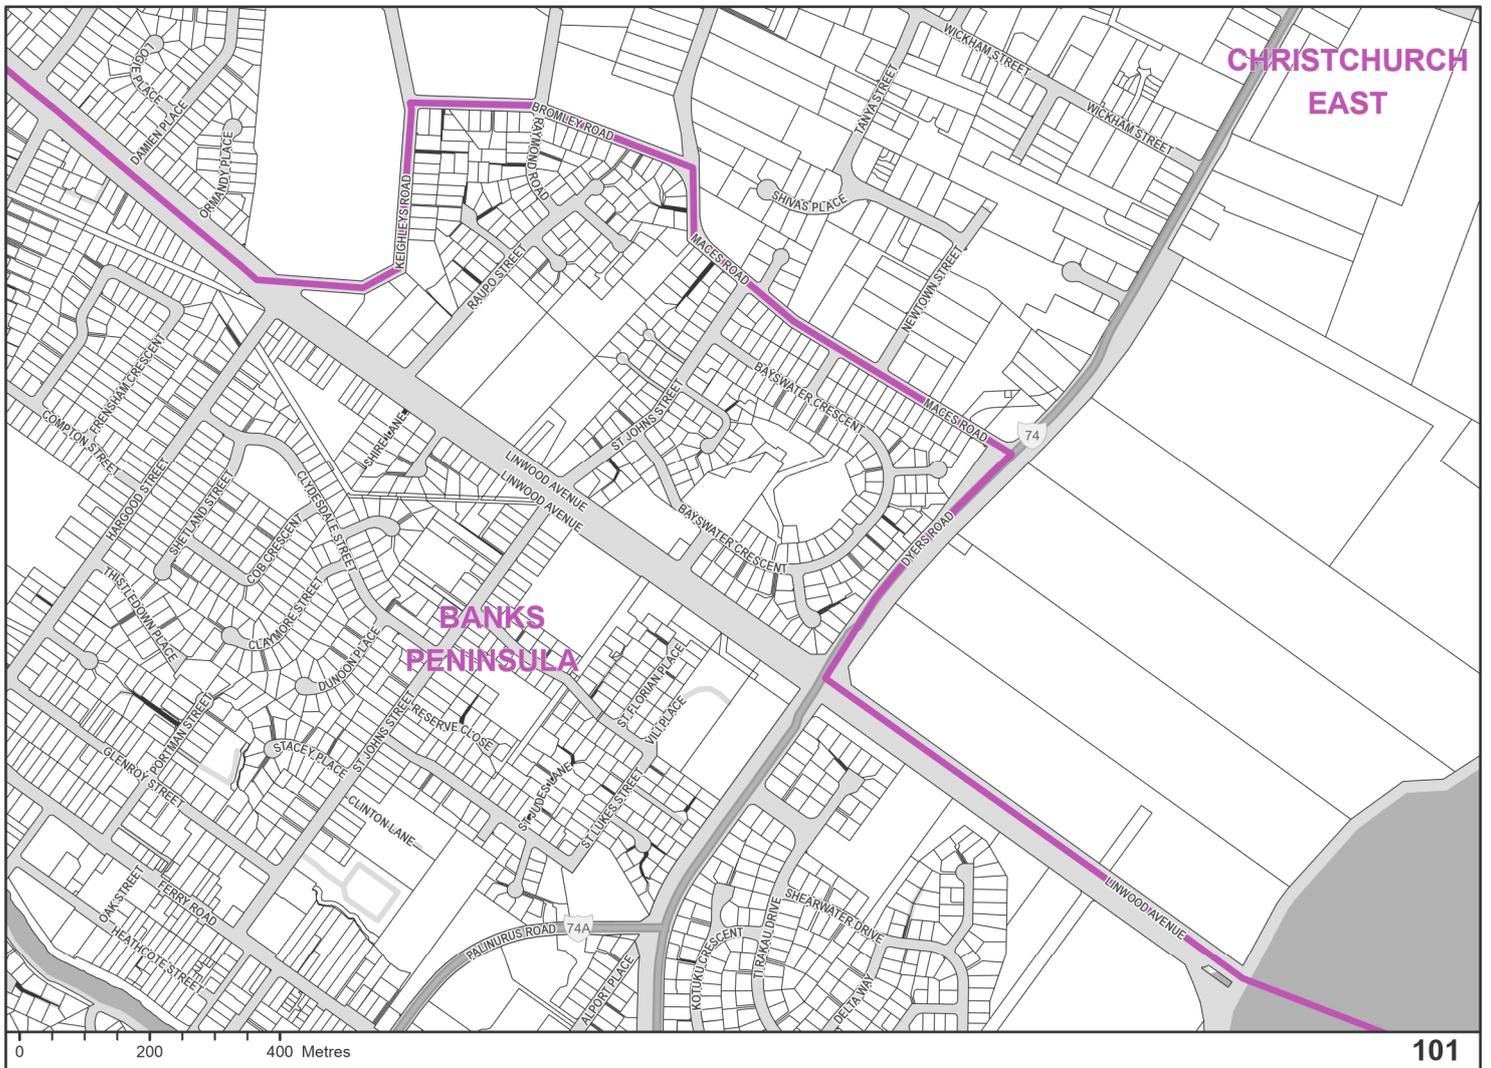 LOGIE PLACE
DAMIEN PLACE
ORMANDY PLACE
KEIGHLEYS ROAD
BROMLEY ROAD
RAYMOND ROAD
RAUPO STREET
MACES ROAD
SHIVAS PLACE
TANYA STREET
WICKHAM STREET
WICKHAM STREET
CHRISTCHURCH
EAST
NEWTOWN STREET
MACES ROAD
74
BAYSWATER CRESCENT
ST JOHNS STREET
FRENSHAM CRESCENT
COMPTON STREET
SHIRE LANE
LINWOOD AVENUE
LINWOOD AVENUE
HARGOOD STREET
SHETLAND STREET
CLYDESDALE STREET
COB CRESCENT
BAYSWATER CRESCENT
DYERS ROAD
THISTLEDOWN PLACE
CLAYMORE STREET
DUNOON PLACE
BANKS
PENINSULA
ST FLORIAN PLACE
VILI PLACE
RESERVE CLOSE
ST JOHNS STREET
PORTMAN STREET
STACEY PLACE
GLENROY STREET
CLINTON LANE
ST JUDES LANE
ST LUKES STREET
OAK STREET
FERRY ROAD
HEATHCOTE STREET
PALINURUS ROAD
74A
ALPORT PLACE
KOTUKU CRESCENT
TI RAKAU DRIVE
SHEARWATER DRIVE
DELTA WAY
LINWOOD AVENUE
0 200 400 Metres
101